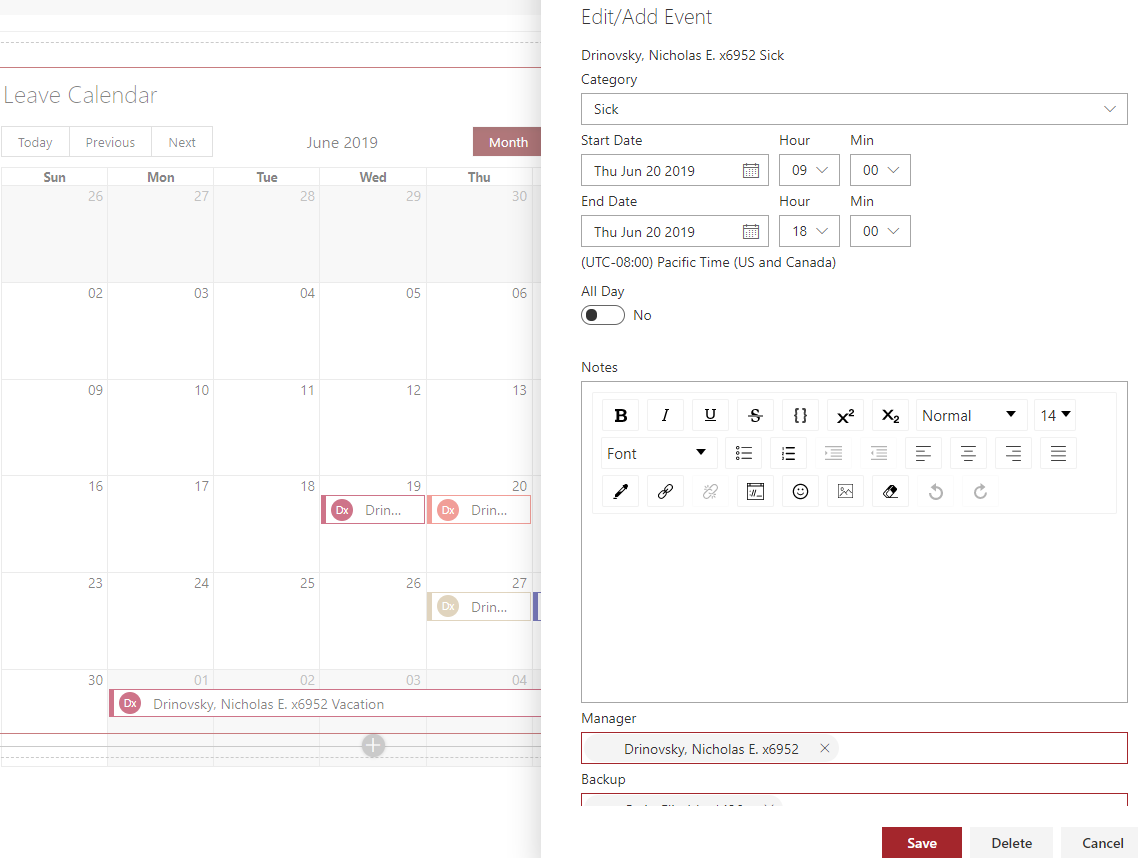 Leave Calendar
Today Previous Next June 2019 Month
Sun Mon Tue Wed Thu
26 27 28 29 30
02 03 04 05 06
09 10 11 12 13
16 17 18 19 20
Dx Drin... Dx Drin...
23 24 25 26 27
Dx Drin...
30 01 02 03 04
Dx Drinovsky, Nicholas E. x6952 Vacation
Edit/Add Event
Drinovsky, Nicholas E. x6952 Sick
Category
Sick
Start Date Hour Min
Thu Jun 20 2019 09 00
End Date Hour Min
Thu Jun 20 2019 18 00
(UTC-08:00) Pacific Time (US and Canada)
All Day
No
Notes
B I U S {} X² X₂ Normal 14
Font
Manager
Drinovsky, Nicholas E. x6952
Backup
Save Delete Cancel